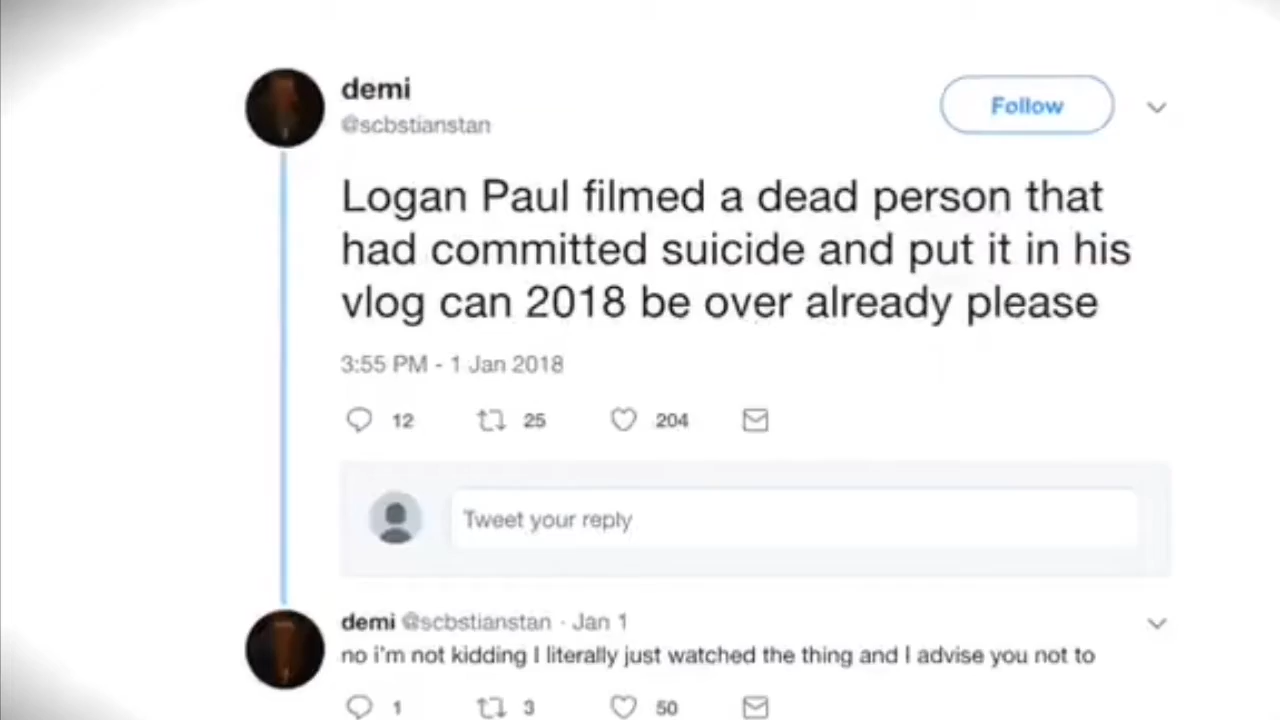 demi
@scbstianstan
Follow
Logan Paul filmed a dead person that
had committed suicide and put it in his
vlog can 2018 be over already please
3:55 PM - 1 Jan 2018
12 25 204
Tweet your reply
demi @scbstianstan · Jan 1
no i'm not kidding I literally just watched the thing and I advise you not to
1 3 50